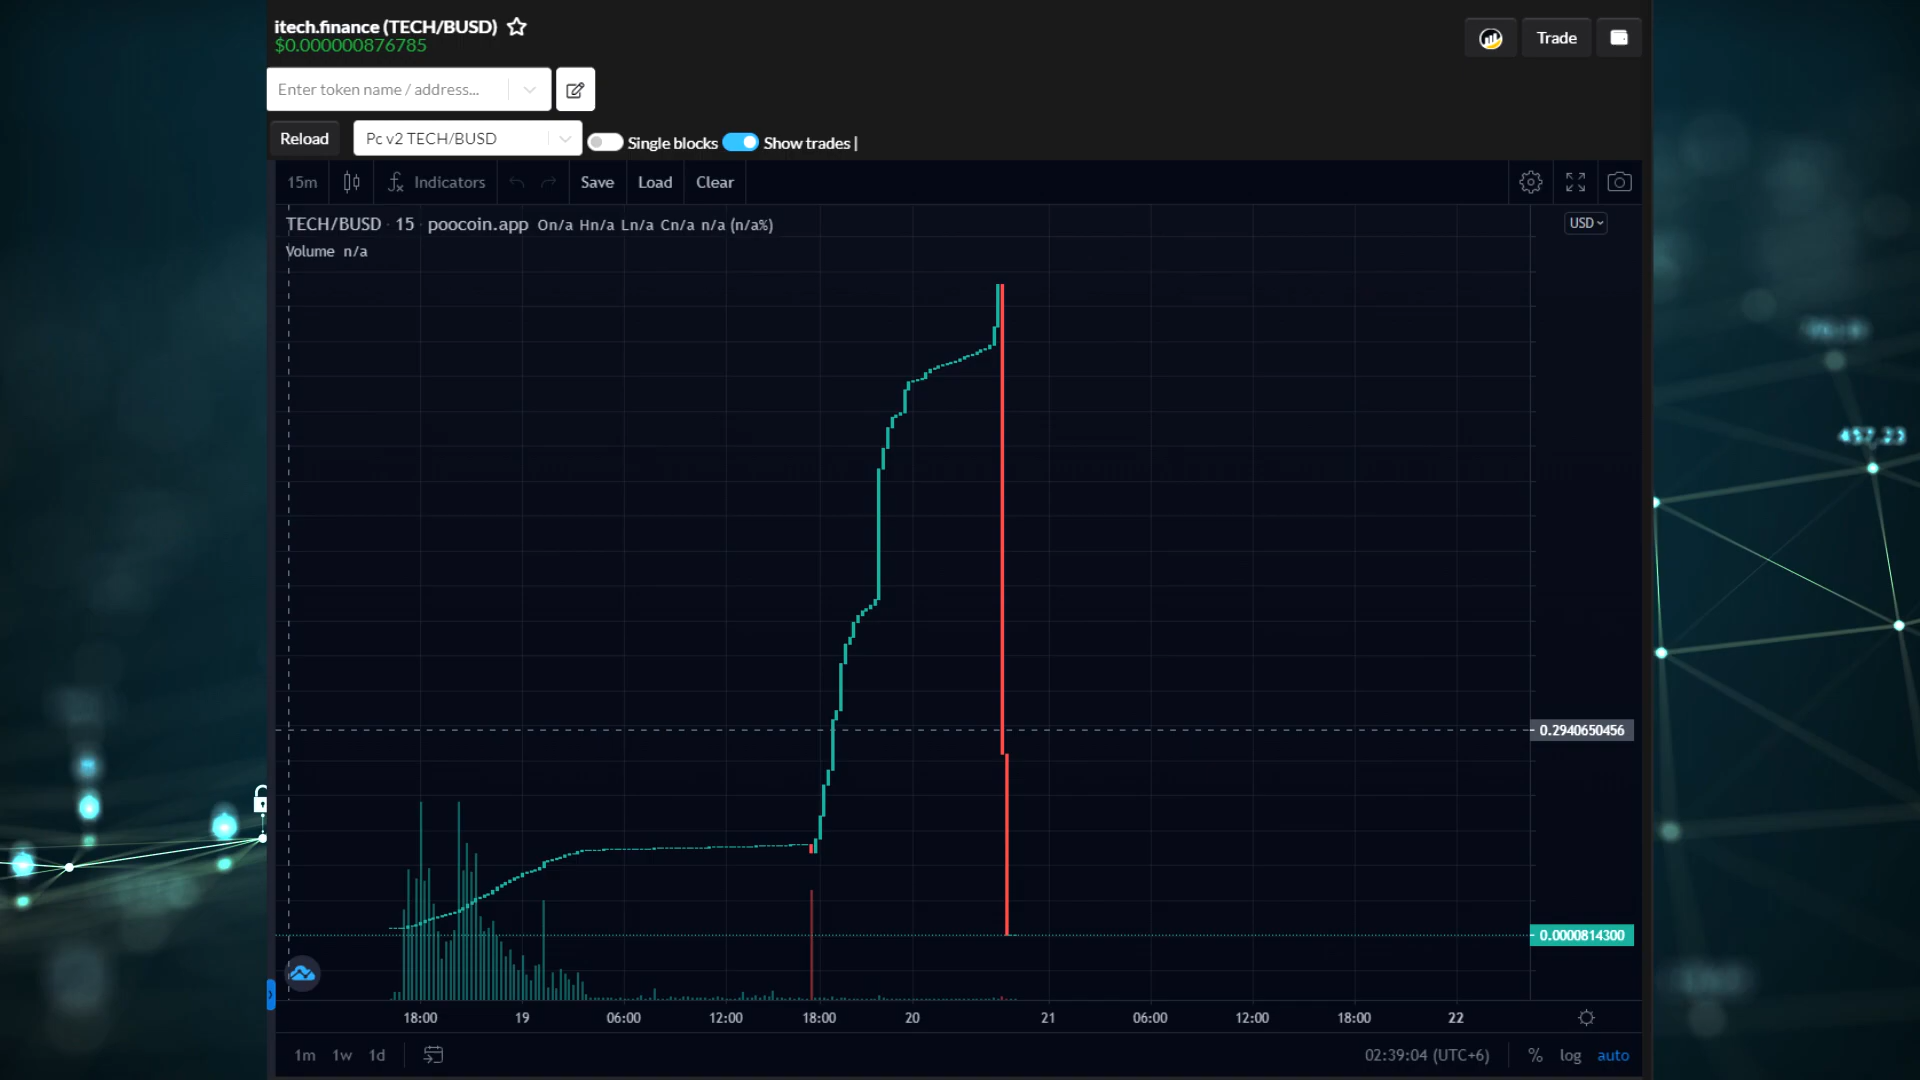 itech.finance (TECH/BUSD)
$0.000000876785
Trade
Enter token name / address...
Reload
Pc v2 TECH/BUSD
Single blocks
Show trades |
15m
Indicators
Save
Load
Clear
TECH/BUSD · 15 · poocoin.app On/a Hn/a Ln/a Cn/a n/a (n/a%)
USD
Volume n/a
457.23
0.2940650456
0.0000814300
18:00 19 06:00 12:00 18:00 20 21 06:00 12:00 18:00 22
1m 1w 1d
02:39:04 (UTC+6)
%
log
auto